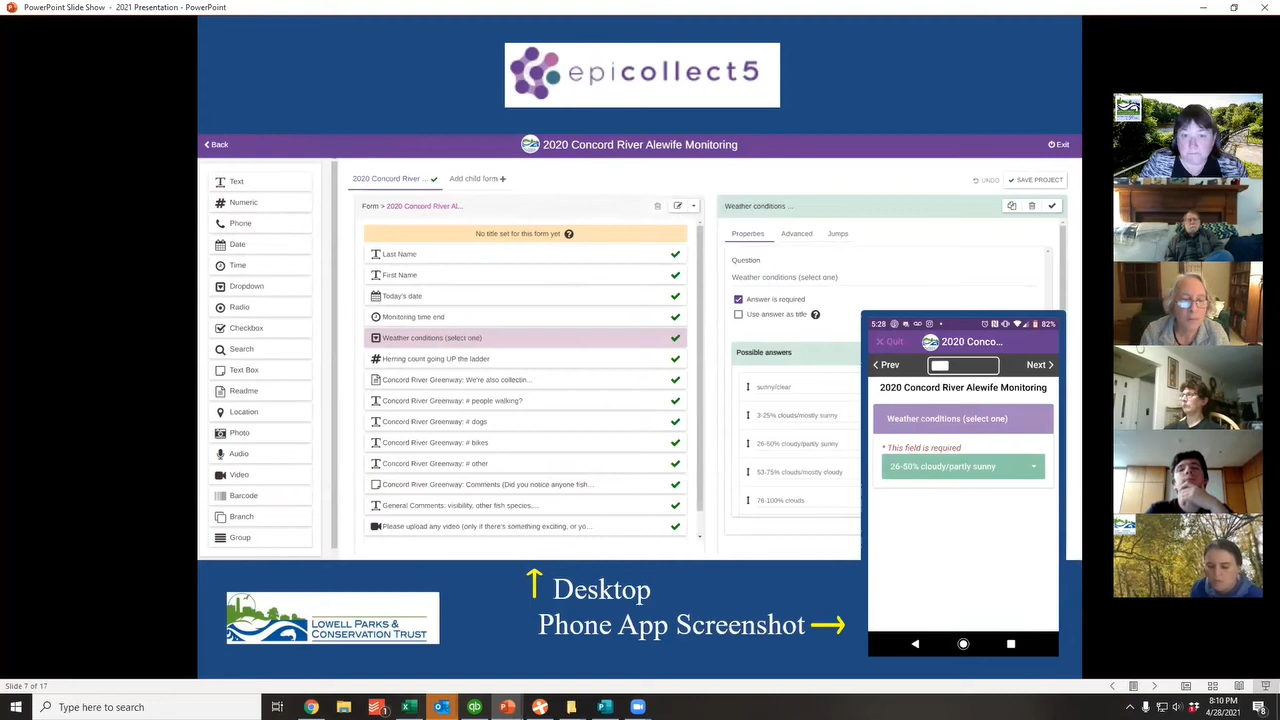 PowerPoint Slide Show - 2021 Presentation - PowerPoint
epicollect5
Back
2020 Concord River Alewife Monitoring
Exit
Text
Numeric
Phone
Date
Time
Dropdown
Radio
Checkbox
Search
Text Box
Readme
Location
Photo
Audio
Video
Barcode
Branch
Group
2020 Concord River ...
Add child form +
UNDO
SAVE PROJECT
Form > 2020 Concord River Al...
No title set for this form yet ?
Last Name
First Name
Today's date
Monitoring time end
Weather conditions (select one)
Herring count going UP the ladder
Concord River Greenway: We're also collectin...
Concord River Greenway: # people walking?
Concord River Greenway: # dogs
Concord River Greenway: # bikes
Concord River Greenway: # other
Concord River Greenway: Comments (Did you notice anyone fish...
General Comments: visibility, other fish species,...
Please upload any video (only if there's something exciting, or yo...
Weather conditions ...
Properties Advanced Jumps
Question
Weather conditions (select one)
Answer is required
Use answer as title ?
Possible answers
sunny/clear
3-25% clouds/mostly sunny
26-50% cloudy/partly sunny
53-75% clouds/mostly cloudy
76-100% clouds
5:28 82%
× Quit 2020 Conco...
Prev Next
2020 Concord River Alewife Monitoring
Weather conditions (select one)
* This field is required
26-50% cloudy/partly sunny
LOWELL PARKS &
CONSERVATION TRUST
Desktop
Phone App Screenshot
Slide 7 of 17
Type here to search
8:10 PM
4/28/2021